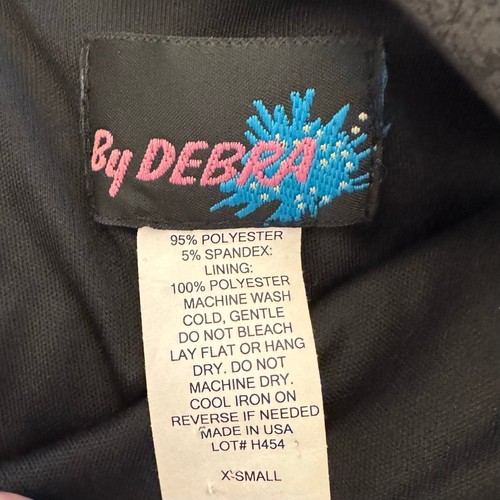 By DEBRA
95% POLYESTER
5% SPANDEX:
LINING:
100% POLYESTER
MACHINE WASH
COLD, GENTLE
DO NOT BLEACH
LAY FLAT OR HANG
DRY. DO NOT
MACHINE DRY.
COOL IRON ON
REVERSE IF NEEDED
MADE IN USA
LOT# H454
X-SMALL